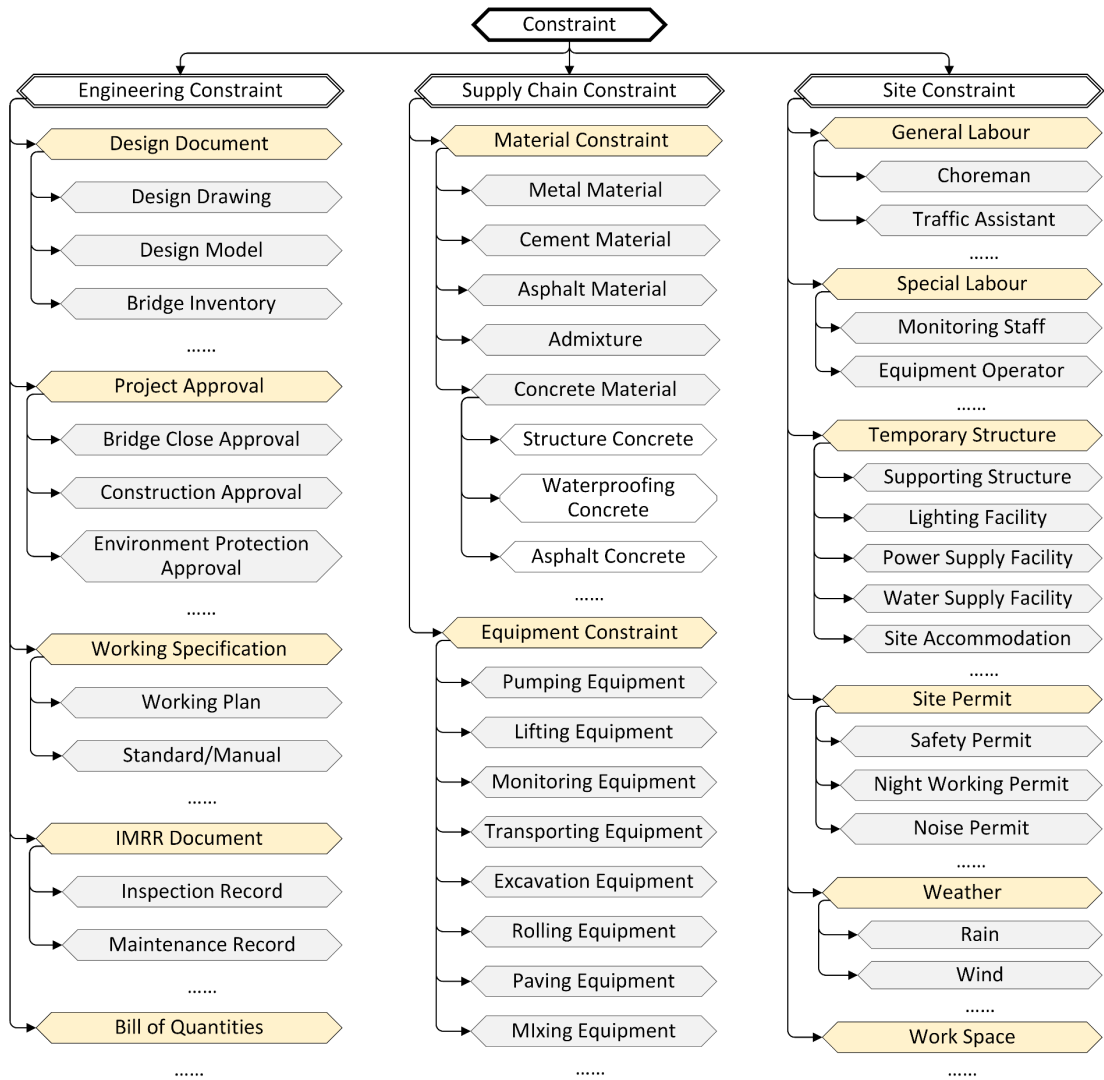 Constraint
Engineering Constraint
Design Document
Design Drawing
Design Model
Bridge Inventory
......
Project Approval
Bridge Close Approval
Construction Approval
Environment Protection
Approval
......
Working Specification
Working Plan
Standard/Manual
......
IMRR Document
Inspection Record
Maintenance Record
......
Bill of Quantities
......
Supply Chain Constraint
Material Constraint
Metal Material
Cement Material
Asphalt Material
Admixture
Concrete Material
Structure Concrete
Waterproofing
Concrete
Asphalt Concrete
......
Equipment Constraint
Pumping Equipment
Lifting Equipment
Monitoring Equipment
Transporting Equipment
Excavation Equipment
Rolling Equipment
Paving Equipment
MIxing Equipment
......
Site Constraint
General Labour
Choreman
Traffic Assistant
......
Special Labour
Monitoring Staff
Equipment Operator
......
Temporary Structure
Supporting Structure
Lighting Facility
Power Supply Facility
Water Supply Facility
Site Accommodation
......
Site Permit
Safety Permit
Night Working Permit
Noise Permit
......
Weather
Rain
Wind
......
Work Space
......